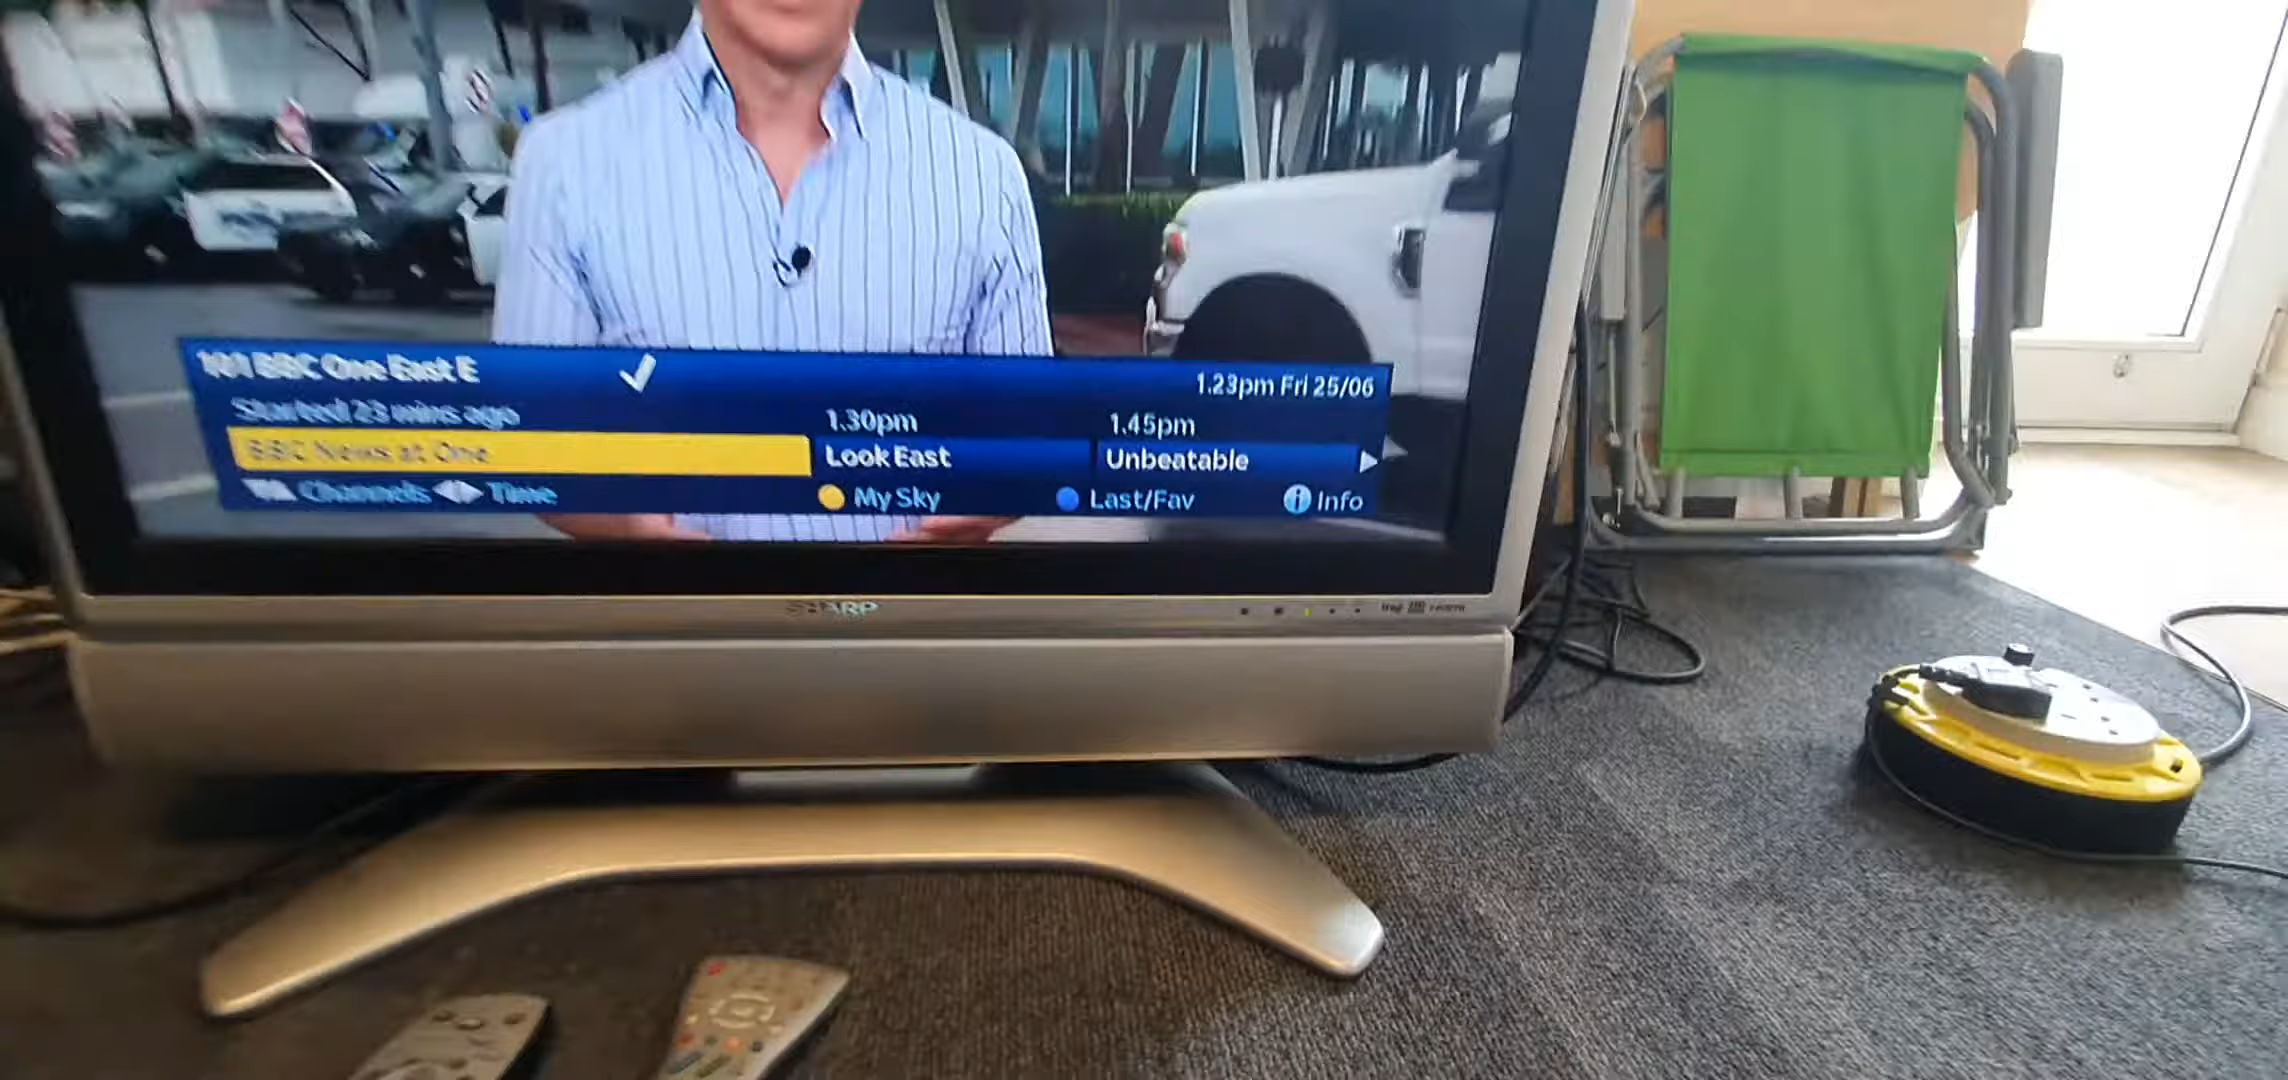 101 BBC One East E
1.23pm Fri 25/06
Started 23 mins ago
1.30pm
1.45pm
BBC News at One
Look East
Unbeatable
Channels
Time
My Sky
Last/Fav
i Info
SHARP